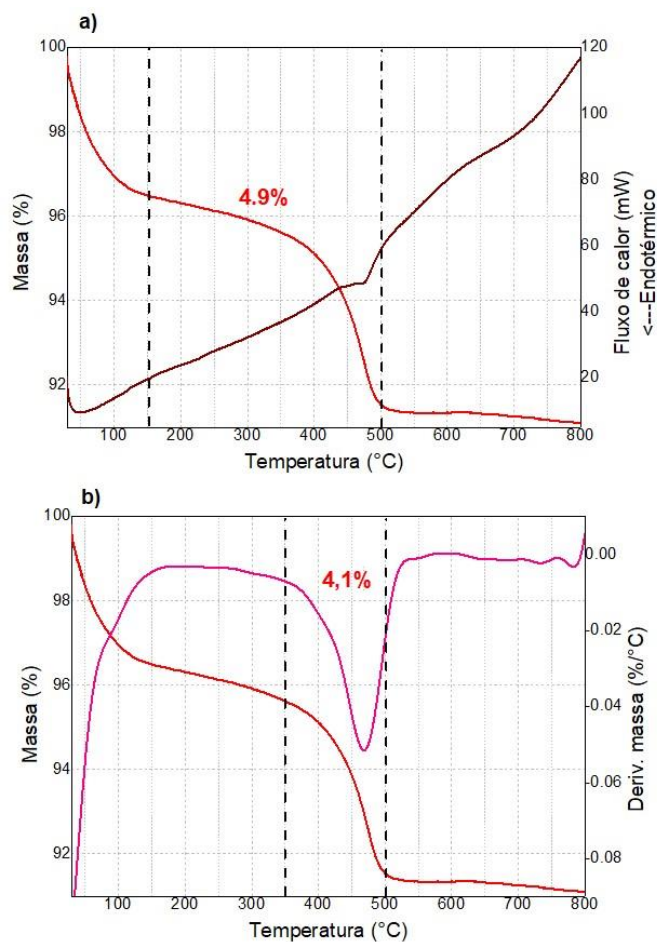 a)
100
98
96
94
92
Massa (%)
4.9%
120
100
80
60
40
20
Fluxo de calor (mW)
<---Endotérmico
100 200 300 400 500 600 700 800
Temperatura (°C)
b)
100
98
96
94
92
Massa (%)
4,1%
0.00
-0.02
-0.04
-0.06
-0.08
Deriv. massa (%/°C)
100 200 300 400 500 600 700 800
Temperatura (°C)